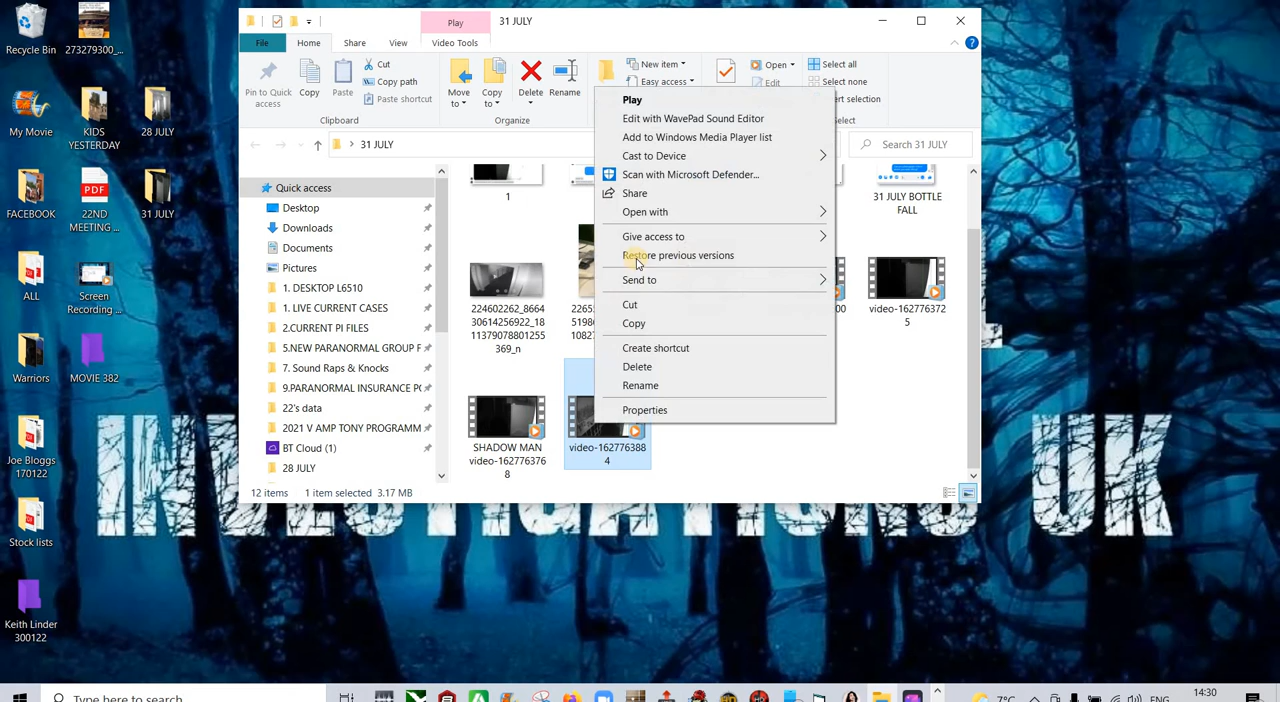 Recycle Bin
273279300_...
My Movie
KIDS
YESTERDAY
28 JULY
FACEBOOK
22ND
MEETING ...
31 JULY
ALL
Screen
Recording ...
Warriors
MOVIE 382
Joe Bloggs
170122
Stock lists
Keith Linder
300122
Play
31 JULY
File
Home
Share
View
Video Tools
Pin to Quick
access
Copy
Paste
Cut
Copy path
Paste shortcut
Clipboard
Move
to
Copy
to
Delete
Rename
Organize
New item
Easy access
Open
Edit
Select all
Select none
31 JULY
Search 31 JULY
Quick access
Desktop
Downloads
Documents
Pictures
1. DESKTOP L6510
1. LIVE CURRENT CASES
2.CURRENT PI FILES
5.NEW PARANORMAL GROUP F
7. Sound Raps & Knocks
9.PARANORMAL INSURANCE PO
22's data
2021 V AMP TONY PROGRAMM
BT Cloud (1)
28 JULY
1
31 JULY BOTTLE
FALL
224602262_8664
30614256922_18
11379078801255
369_n
video-162776372
5
SHADOW MAN
video-162776376
8
video-162776388
4
Play
Edit with WavePad Sound Editor
Add to Windows Media Player list
Cast to Device
Scan with Microsoft Defender...
Share
Open with
Give access to
Restore previous versions
Send to
Cut
Copy
Create shortcut
Delete
Rename
Properties
12 items
1 item selected 3.17 MB
UK
Type here to search
7°C
ENG
14:30